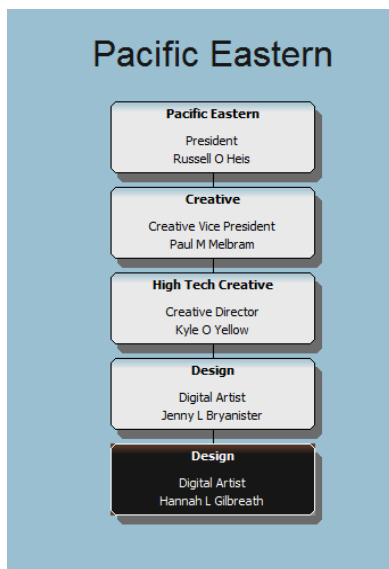 Pacific Eastern
Pacific Eastern
President
Russell O Heis
Creative
Creative Vice President
Paul M Melbram
High Tech Creative
Creative Director
Kyle O Yellow
Design
Digital Artist
Jenny L Bryanister
Design
Digital Artist
Hannah L Gilbreath